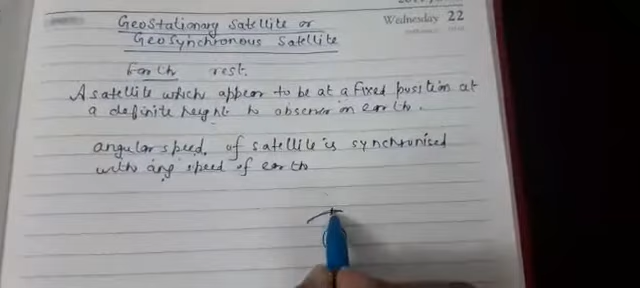 GeoStationary Satellite or
Wednesday 22
GeoSynchronous Satellite
Earth rest.
A satellite which appear to be at a fixed position at
a definite height to observer in earth.
angular speed. of satellite is synchronised
with ang speed of earth